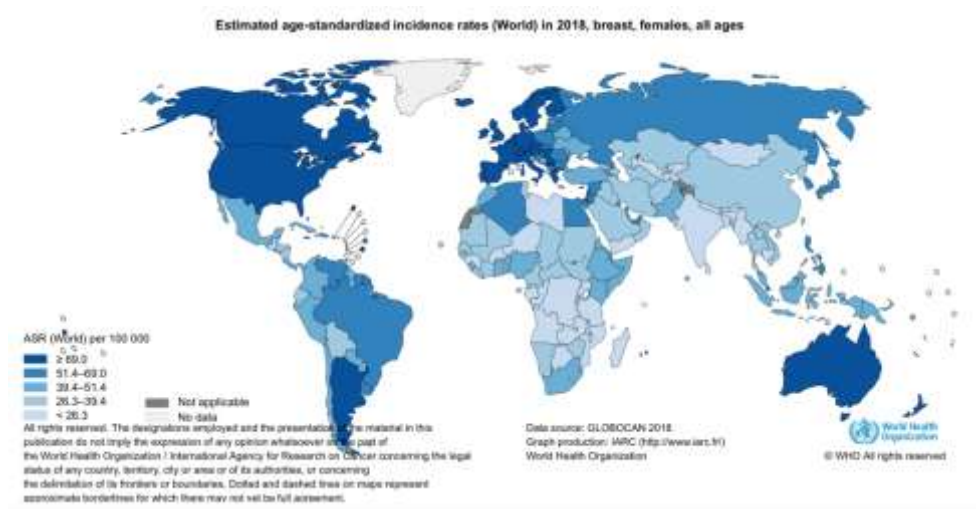 Estimated age-standardized incidence rates (World) in 2018, breast, females, all ages
ASR (World) per 100 000
≥ 69.0
51.4–69.0
39.4–51.4
26.3–39.4
< 26.3
Not applicable
No data
All rights reserved. The designations employed and the presentation of the material in this
publication do not imply the expression of any opinion whatsoever on the part of
the World Health Organization / International Agency for Research on Cancer concerning the legal
status of any country, territory, city or area or of its authorities, or concerning
the delimitation of its frontiers or boundaries. Dotted and dashed lines on maps represent
approximate borderlines for which there may not yet be full agreement.
Data source: GLOBOCAN 2018
Graph production: IARC (http://www.iarc.fr/)
World Health Organization
World Health
Organization
© WHO All rights reserved